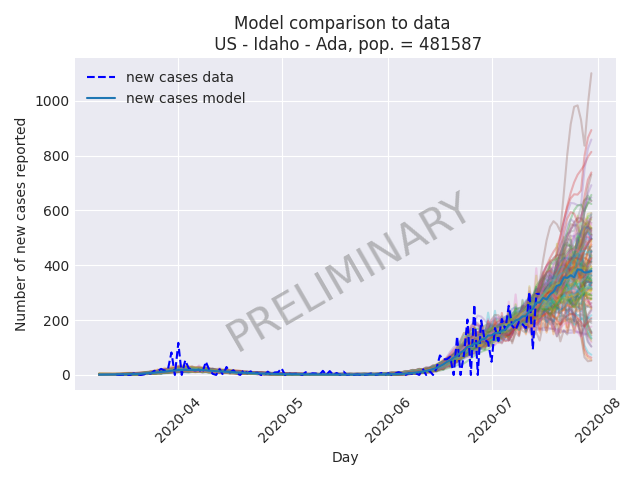 Model comparison to data
US - Idaho - Ada, pop. = 481587
new cases data
new cases model
Number of new cases reported
1000
800
600
400
200
0
PRELIMINARY
2020-04
2020-05
2020-06
2020-07
2020-08
Day